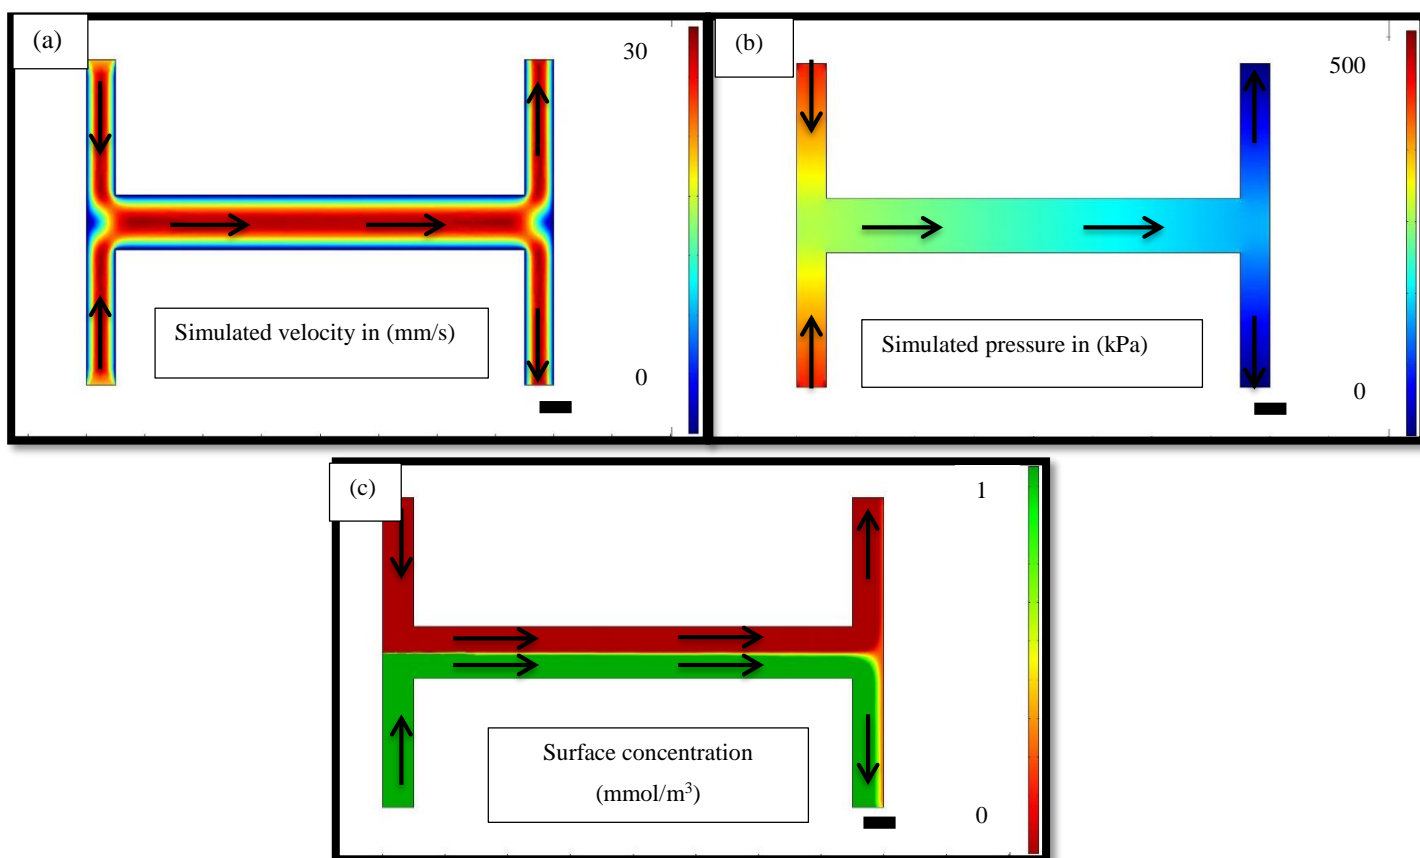 (a)
30
Simulated velocity in (mm/s)
0
(b)
500
Simulated pressure in (kPa)
0
(c)
1
Surface concentration
(mmol/m³)
0